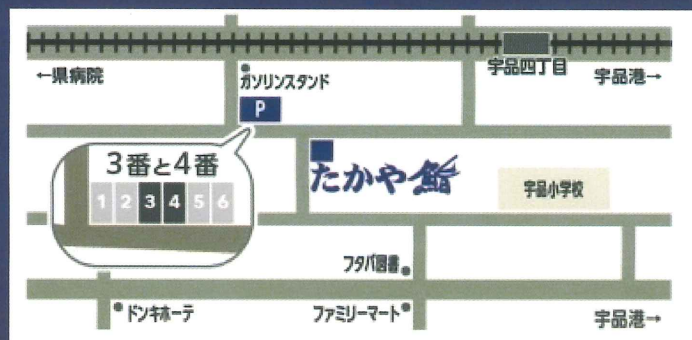 宇品四丁目
←県病院
宇品港→
ガソリンスタンド
P
3番と4番
1 2 3 4 5 6
たかや鮨
宇品小学校
フタバ図書
ドンキホーテ
ファミリーマート
宇品港→